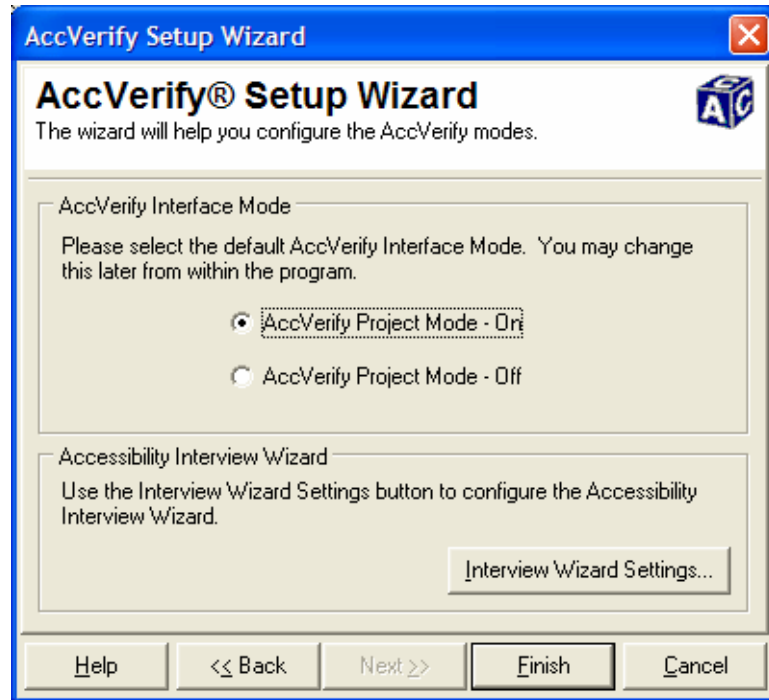 AccVerify Setup Wizard
AccVerify® Setup Wizard
The wizard will help you configure the AccVerify modes.
A C C
AccVerify Interface Mode
Please select the default AccVerify Interface Mode. You may change
this later from within the program.
AccVerify Project Mode - On
AccVerify Project Mode - Off
Accessibility Interview Wizard
Use the Interview Wizard Settings button to configure the Accessibility
Interview Wizard.
Interview Wizard Settings...
Help << Back Next >> Finish Cancel